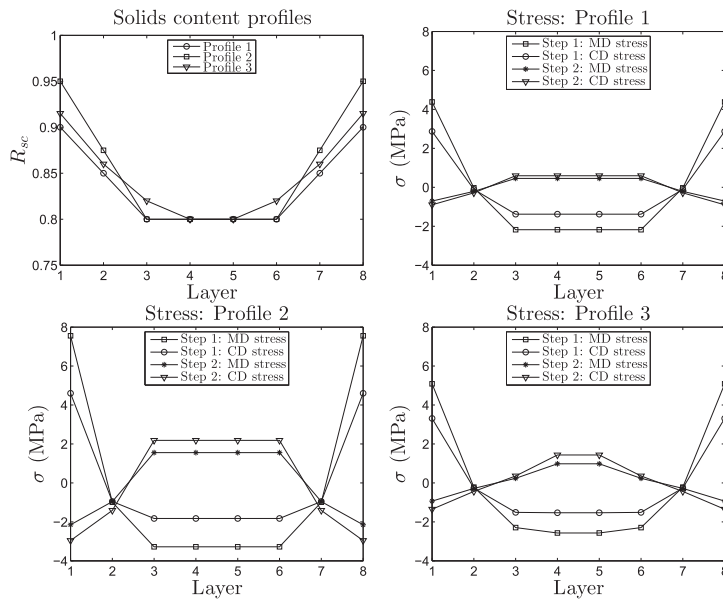 Solids content profiles
1
0.95
0.9
0.85
0.8
0.75
R_sc
Profile 1
Profile 2
Profile 3
1 2 3 4 5 6 7 8
Layer
Stress: Profile 1
8
6
4
2
0
−2
−4
σ (MPa)
Step 1: MD stress
Step 1: CD stress
Step 2: MD stress
Step 2: CD stress
1 2 3 4 5 6 7 8
Layer
Stress: Profile 2
8
6
4
2
0
−2
−4
σ (MPa)
Step 1: MD stress
Step 1: CD stress
Step 2: MD stress
Step 2: CD stress
1 2 3 4 5 6 7 8
Layer
Stress: Profile 3
8
6
4
2
0
−2
−4
σ (MPa)
Step 1: MD stress
Step 1: CD stress
Step 2: MD stress
Step 2: CD stress
1 2 3 4 5 6 7 8
Layer